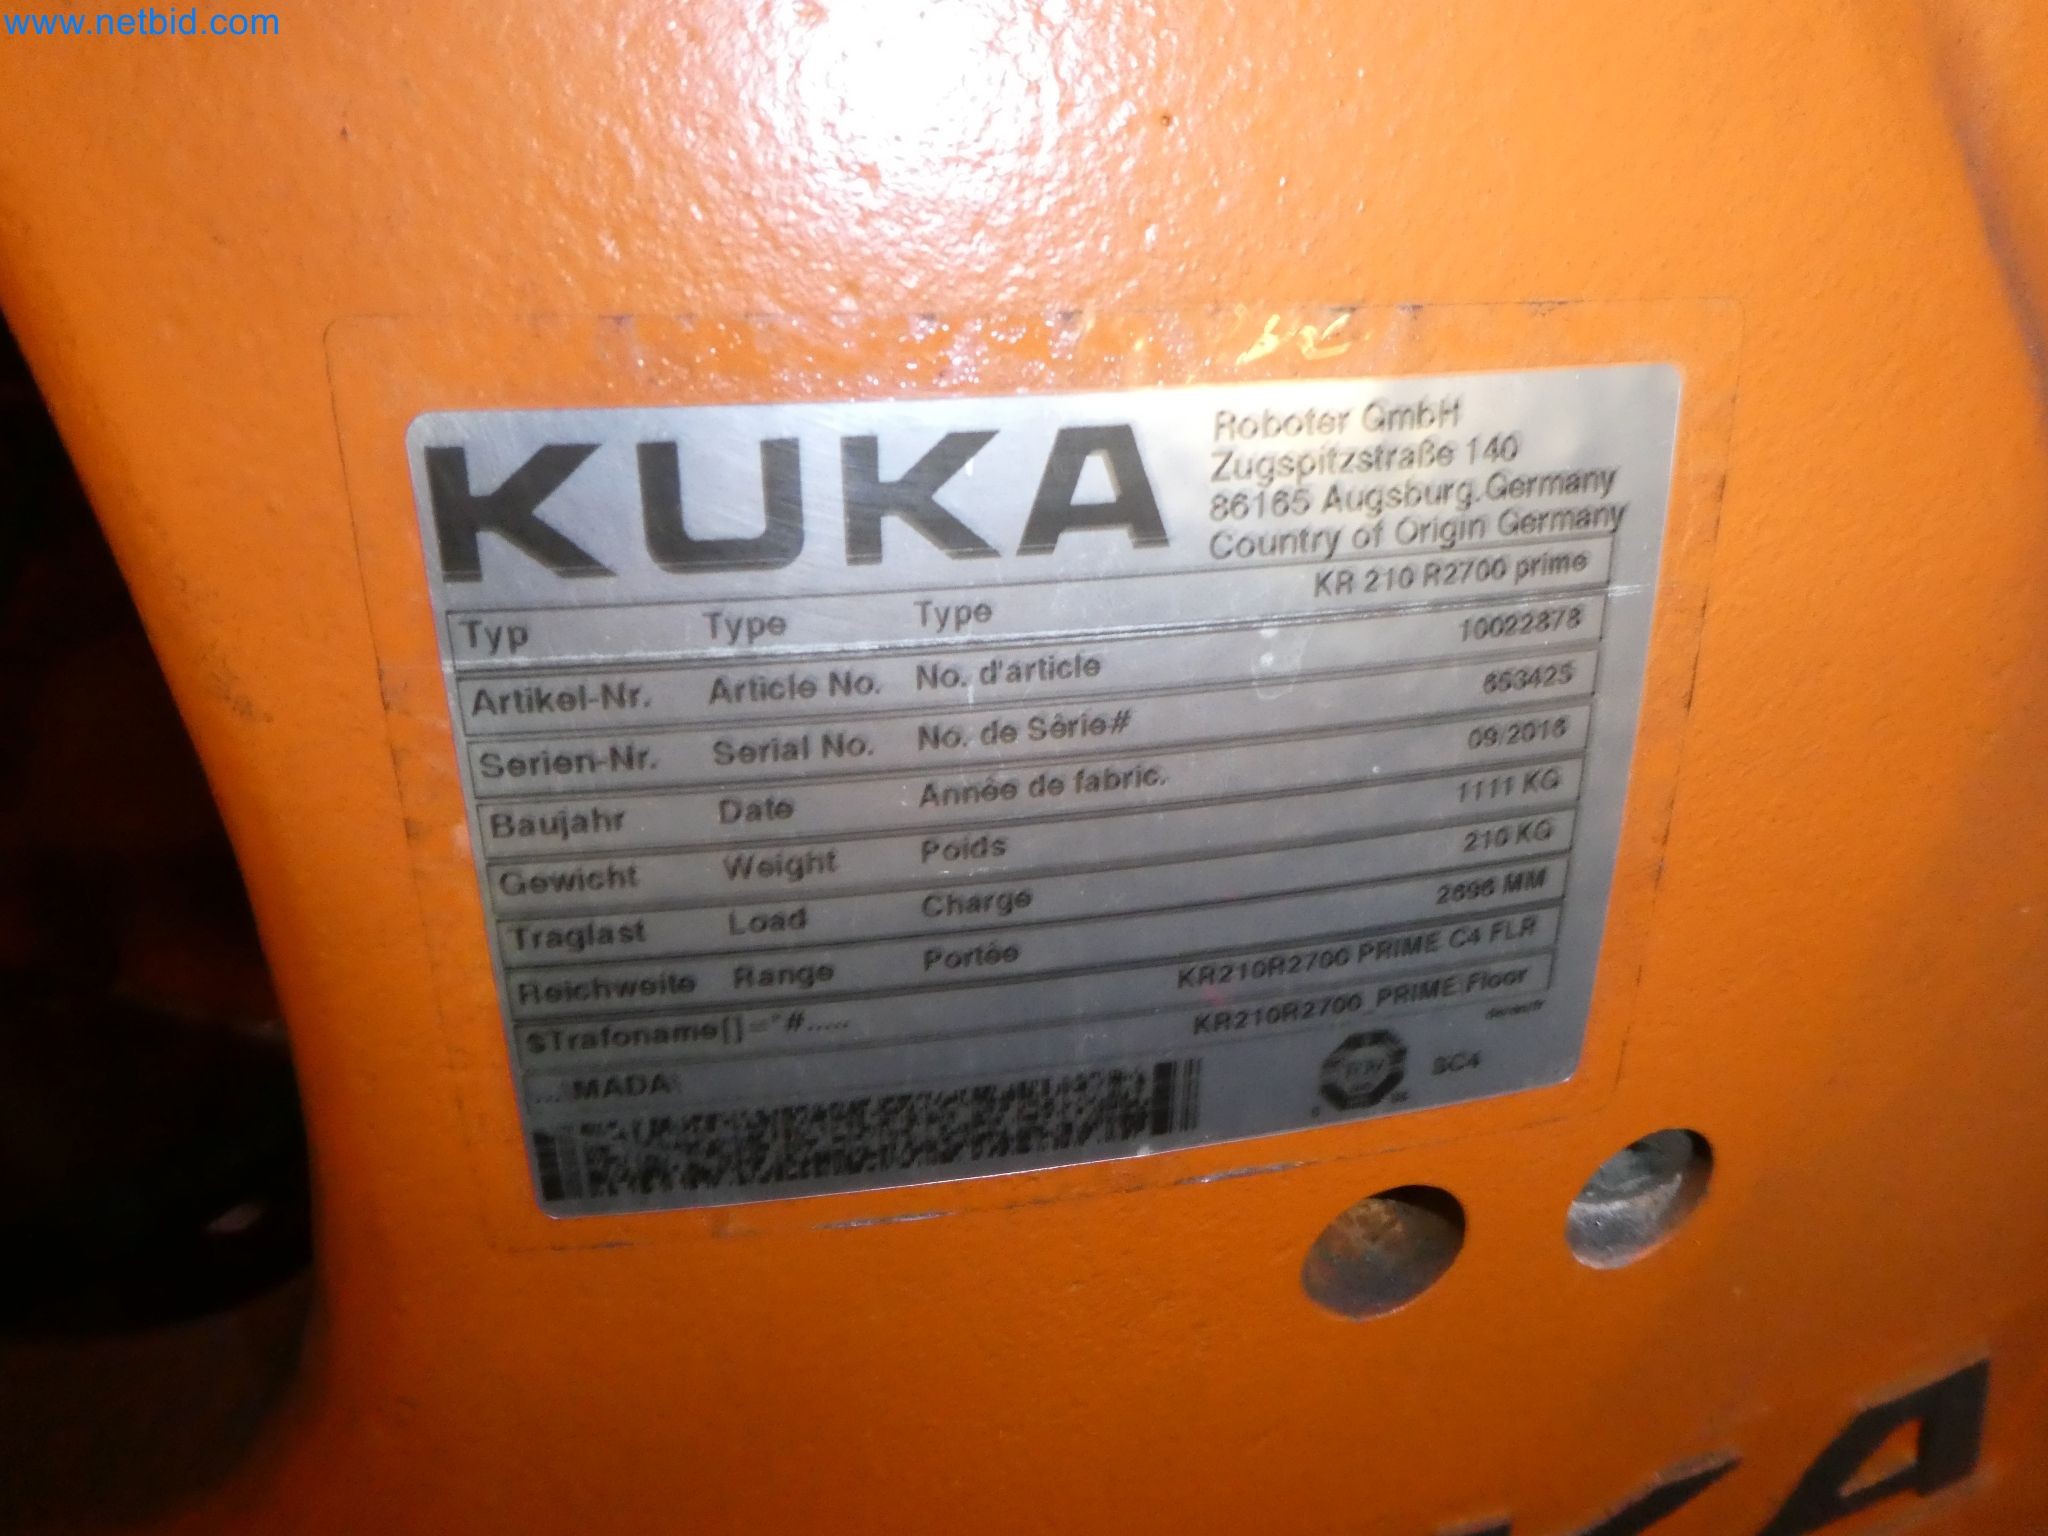 www.netbid.com
KUKA
Roboter GmbH
Zugspitzstraße 140
86165 Augsburg.Germany
Country of Origin Germany
Typ Type Type KR 210 R2700 prime
Artikel-Nr. Article No. No. d'article 10022878
Serien-Nr. Serial No. No. de Série# 653425
Baujahr Date Année de fabric. 09/2016
Gewicht Weight Poids 1111 KG
Traglast Load Charge 210 KG
Reichweite Range Portée 2696 MM
$Trafoname[]="#..... KR210R2700 PRIME C4 FLR
...\MADA\ KR210R2700_PRIME\Floor
SC4
KA